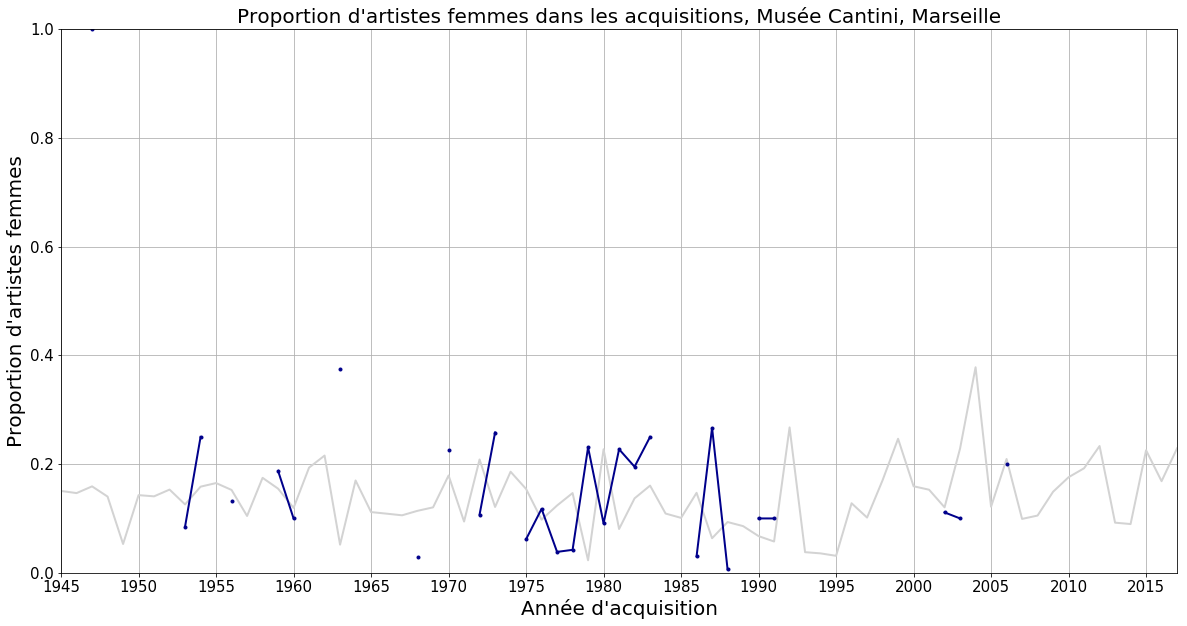 Proportion d'artistes femmes dans les acquisitions, Musée Cantini, Marseille
1.0
0.8
0.6
0.4
0.2
0.0
Proportion d'artistes femmes
1945 1950 1955 1960 1965 1970 1975 1980 1985 1990 1995 2000 2005 2010 2015
Année d'acquisition